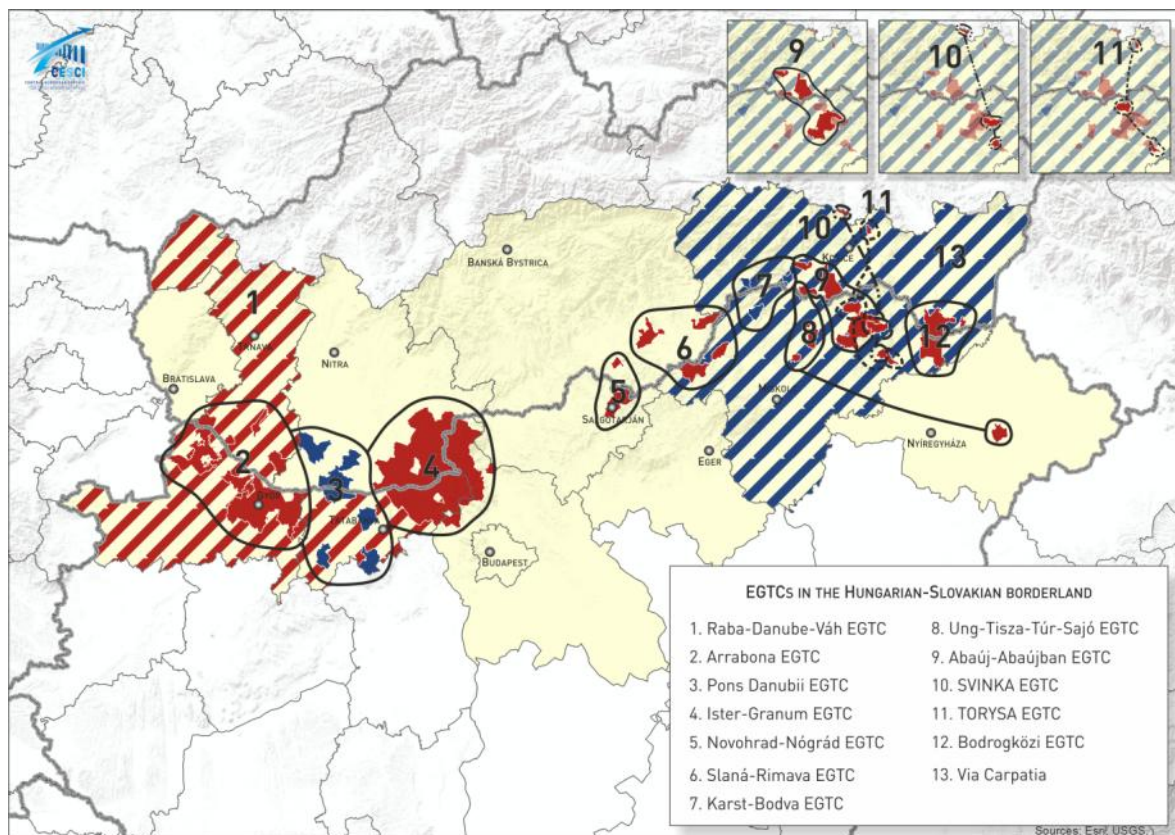 CESCI
9
10
11
11
10
13
KOŠICE
BANSKÁ BYSTRICA
9
7
1
TRNAVA
8
12
6
NITRA
BRATISLAVA
MISKOLC
5
SALGÓTARJÁN
NYÍREGYHÁZA
EGER
2
4
3
GYŐR
TATABÁNYA
BUDAPEST
EGTCS IN THE HUNGARIAN-SLOVAKIAN BORDERLAND
1. Raba-Danube-Váh EGTC
2. Arrabona EGTC
3. Pons Danubii EGTC
4. Ister-Granum EGTC
5. Novohrad-Nógrád EGTC
6. Slaná-Rimava EGTC
7. Karst-Bodva EGTC
8. Ung-Tisza-Túr-Sajó EGTC
9. Abaúj-Abaújban EGTC
10. SVINKA EGTC
11. TORYSA EGTC
12. Bodrogközi EGTC
13. Via Carpatia
Sources: Esri, USGS